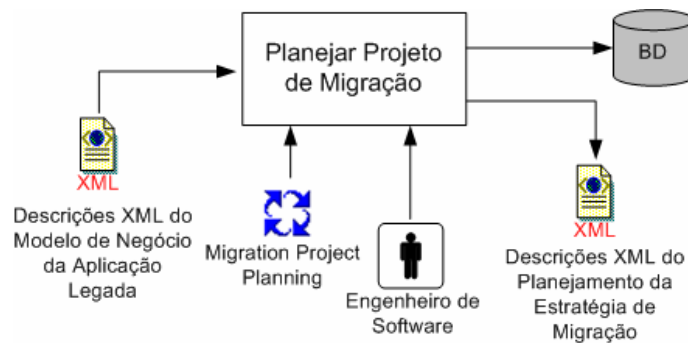 Planejar Projeto
de Migração
BD
XML
Descrições XML do
Modelo de Negócio
da Aplicação
Legada
Migration Project
Planning
Engenheiro de
Software
XML
Descrições XML do
Planejamento da
Estratégia de
Migração